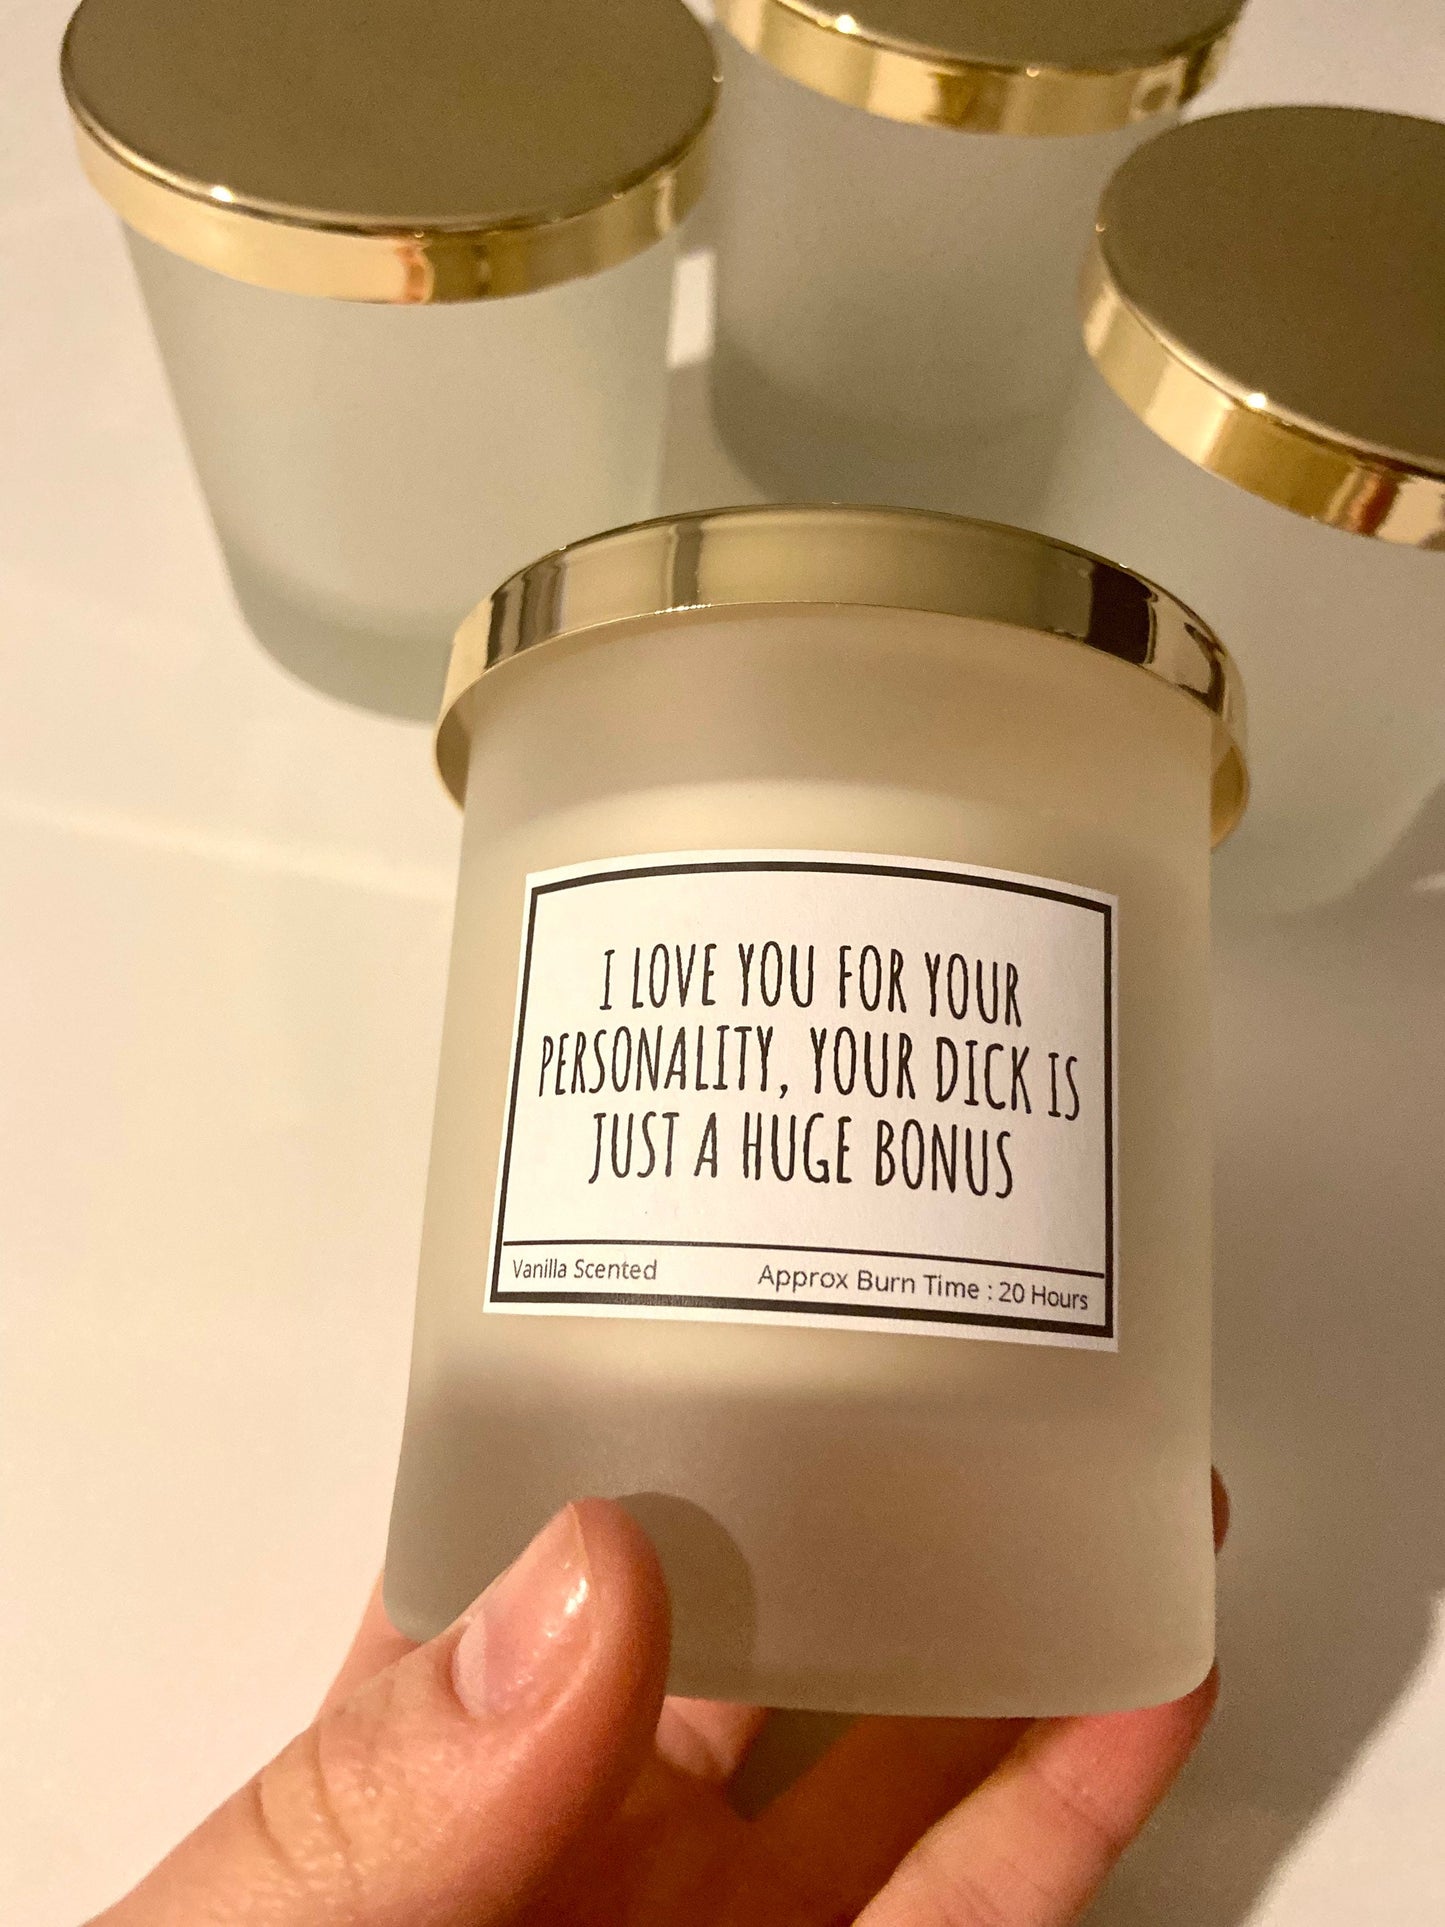 I LOVE YOU FOR YOUR
PERSONALITY, YOUR DICK IS
JUST A HUGE BONUS
Vanilla Scented
Approx Burn Time : 20 Hours